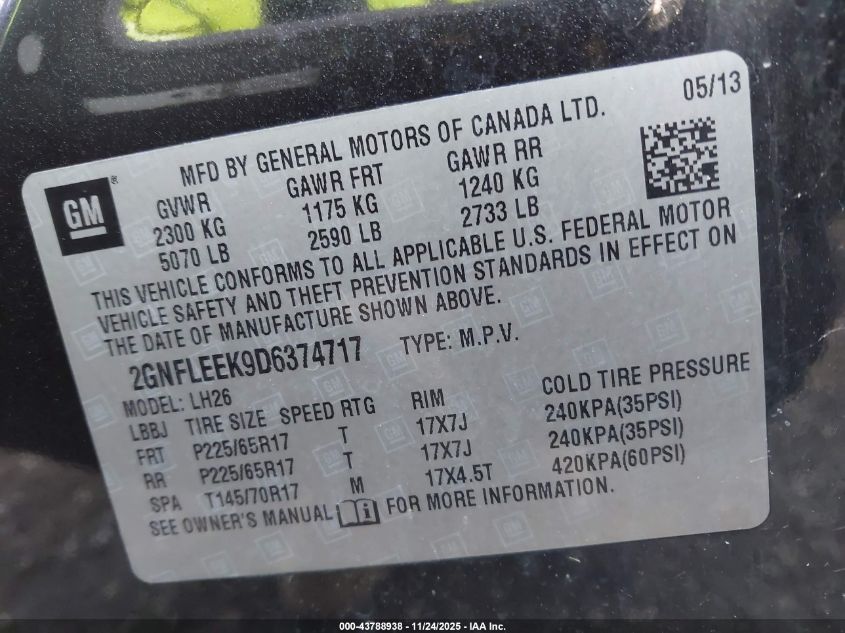 05/13
MFD BY GENERAL MOTORS OF CANADA LTD.
GM®
GVWR GAWR FRT GAWR RR
2300 KG 1175 KG 1240 KG
5070 LB 2590 LB 2733 LB
THIS VEHICLE CONFORMS TO ALL APPLICABLE U.S. FEDERAL MOTOR
VEHICLE SAFETY AND THEFT PREVENTION STANDARDS IN EFFECT ON
THE DATE OF MANUFACTURE SHOWN ABOVE.
2GNFLEEK9D6374717 TYPE: M.P.V.
MODEL: LH26
LBBJ TIRE SIZE SPEED RTG RIM COLD TIRE PRESSURE
FRT P225/65R17 T 17X7J 240KPA(35PSI)
RR P225/65R17 T 17X7J 240KPA(35PSI)
SPA T145/70R17 M 17X4.5T 420KPA(60PSI)
SEE OWNER'S MANUAL i FOR MORE INFORMATION.
000-43788938 - 11/24/2025 - IAA Inc.